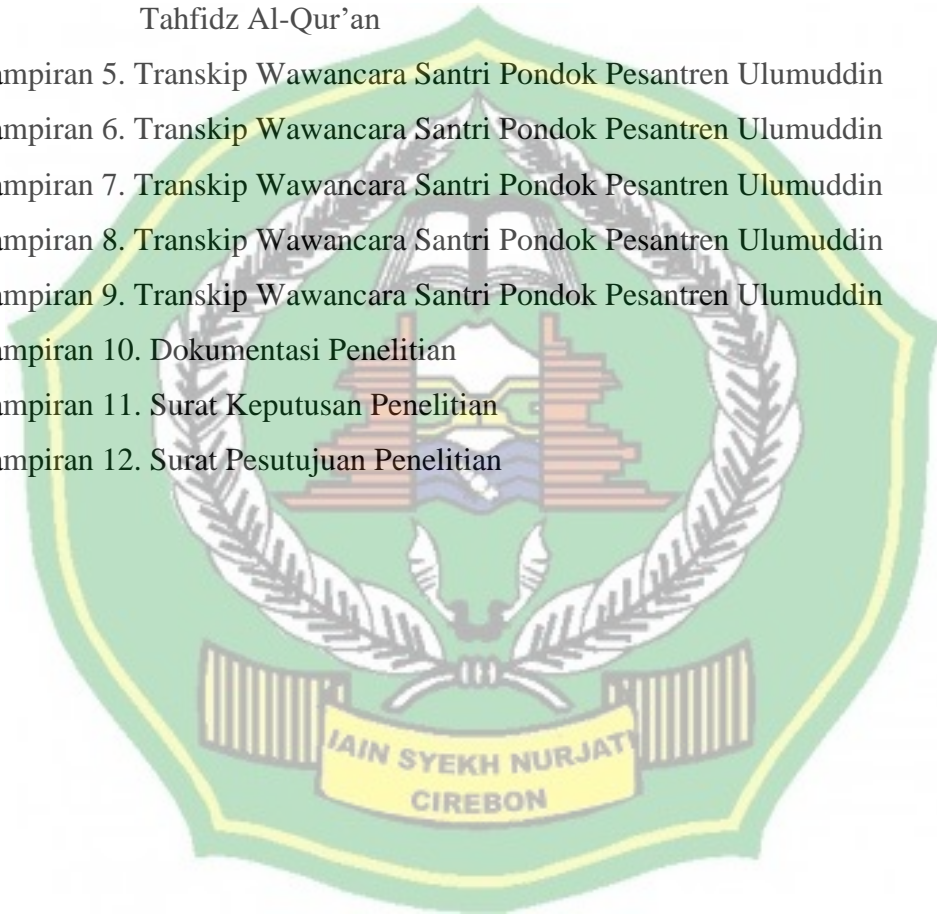 Tahfidz Al-Qur’an
ampiran 5. Transkip Wawancara Santri Pondok Pesantren Ulumuddin
ampiran 6. Transkip Wawancara Santri Pondok Pesantren Ulumuddin
ampiran 7. Transkip Wawancara Santri Pondok Pesantren Ulumuddin
ampiran 8. Transkip Wawancara Santri Pondok Pesantren Ulumuddin
ampiran 9. Transkip Wawancara Santri Pondok Pesantren Ulumuddin
ampiran 10. Dokumentasi Penelitian
ampiran 11. Surat Keputusan Penelitian
ampiran 12. Surat Pesutujuan Penelitian
IAIN SYEKH NURJATI
CIREBON